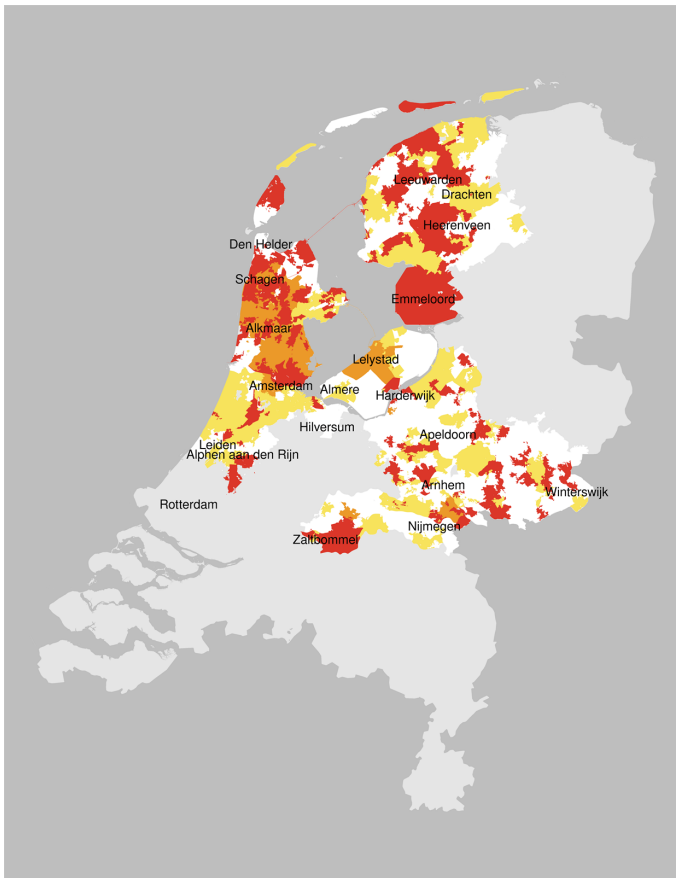 Leeuwarden
Drachten
Heerenveen
Den Helder
Schagen
Emmeloord
Alkmaar
Lelystad
Amsterdam
Almere
Harderwijk
Hilversum
Apeldoorn
Leiden
Alphen aan den Rijn
Arnhem
Winterswijk
Rotterdam
Nijmegen
Zaltbommel